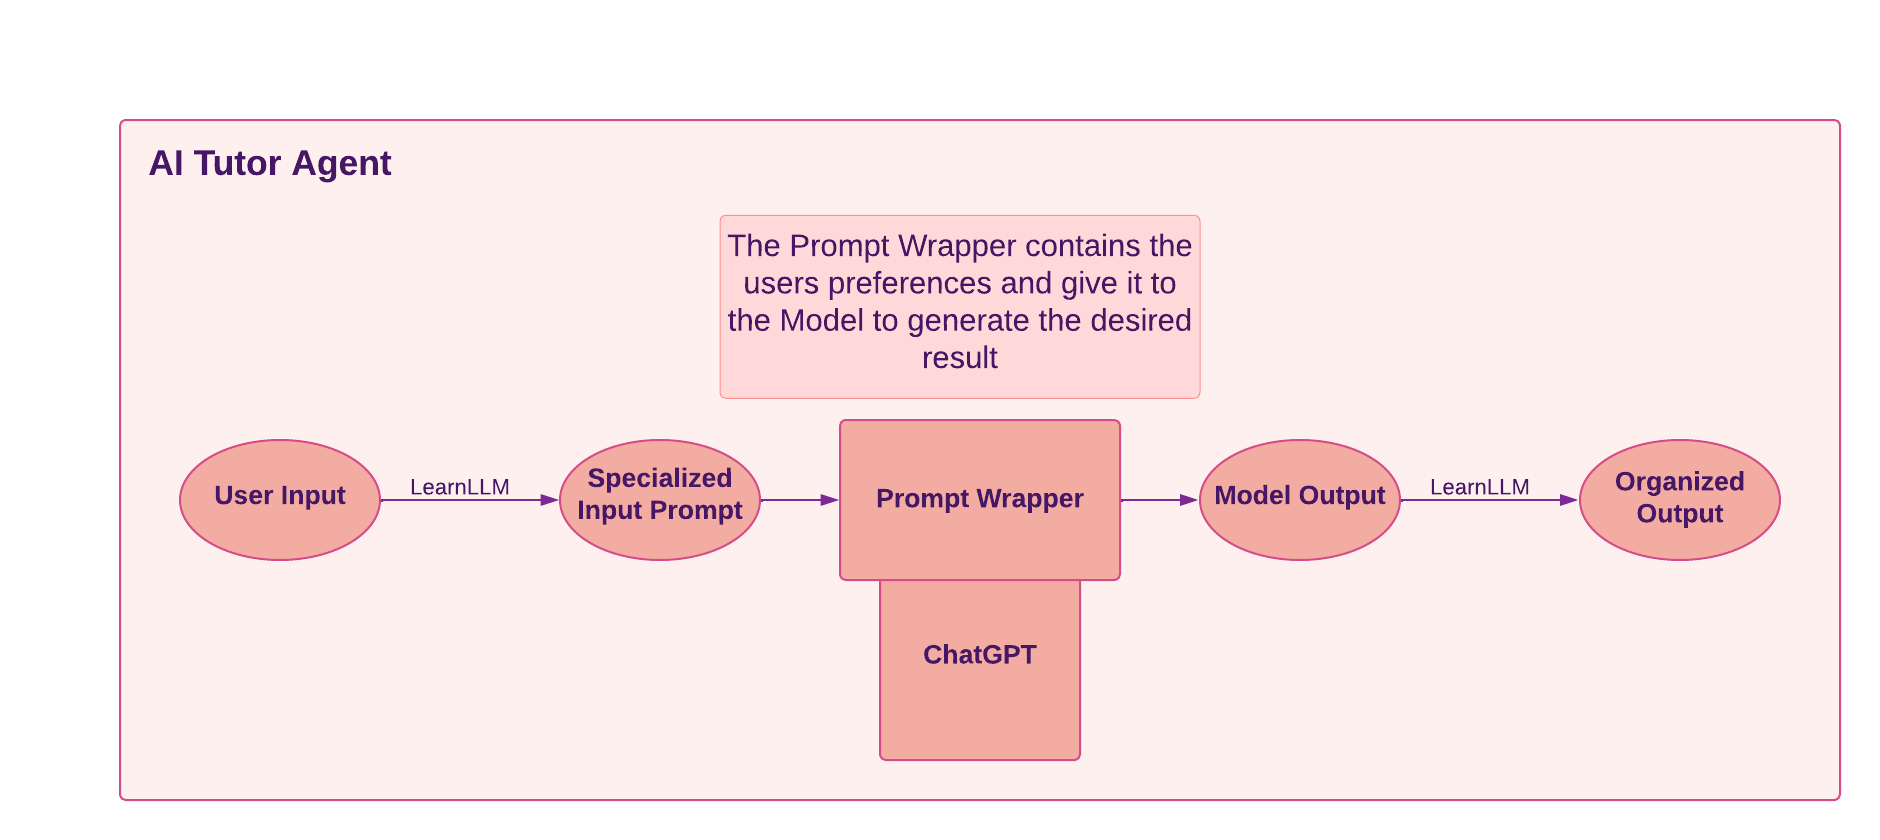 AI Tutor Agent
The Prompt Wrapper contains the
users preferences and give it to
the Model to generate the desired
result
User Input
LearnLLM
Specialized
Input Prompt
Prompt Wrapper
Model Output
LearnLLM
Organized
Output
ChatGPT